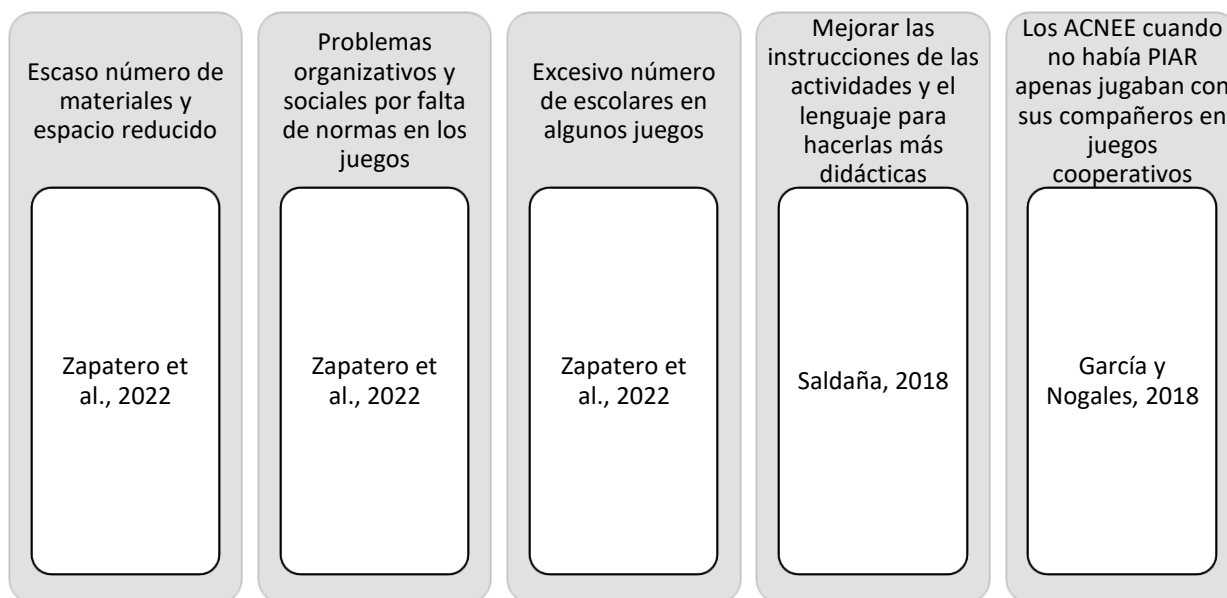 Escaso número de
materiales y
espacio reducido
Zapatero et
al., 2022
Problemas
organizativos y
sociales por falta
de normas en los
juegos
Zapatero et
al., 2022
Excesivo número
de escolares en
algunos juegos
Zapatero et
al., 2022
Mejorar las
instrucciones de las
actividades y el
lenguaje para
hacerlas más
didácticas
Saldaña, 2018
Los ACNEE cuando
no había PIAR
apenas jugaban con
sus compañeros en
juegos
cooperativos
García y
Nogales, 2018